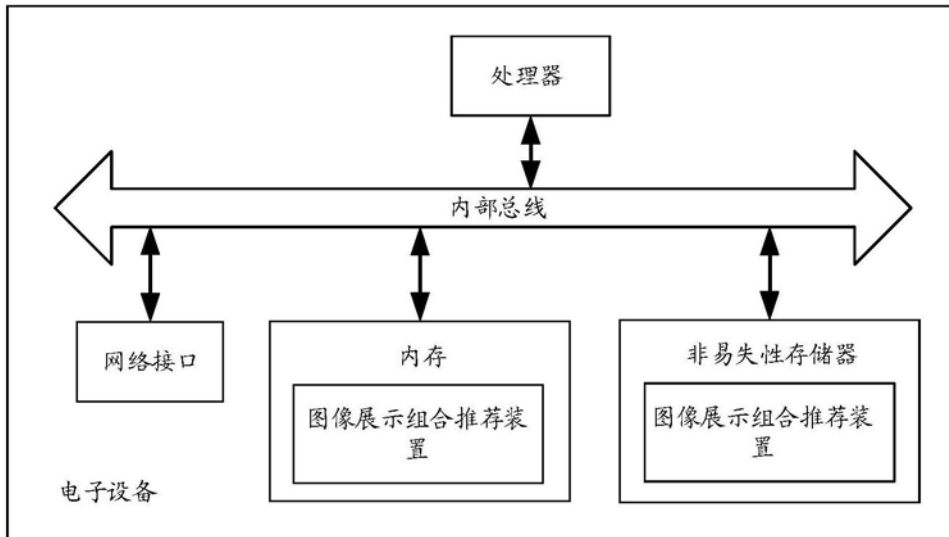 处理器
内部总线
网络接口
内存
图像展示组合推荐装
置
非易失性存储器
图像展示组合推荐装
置
电子设备